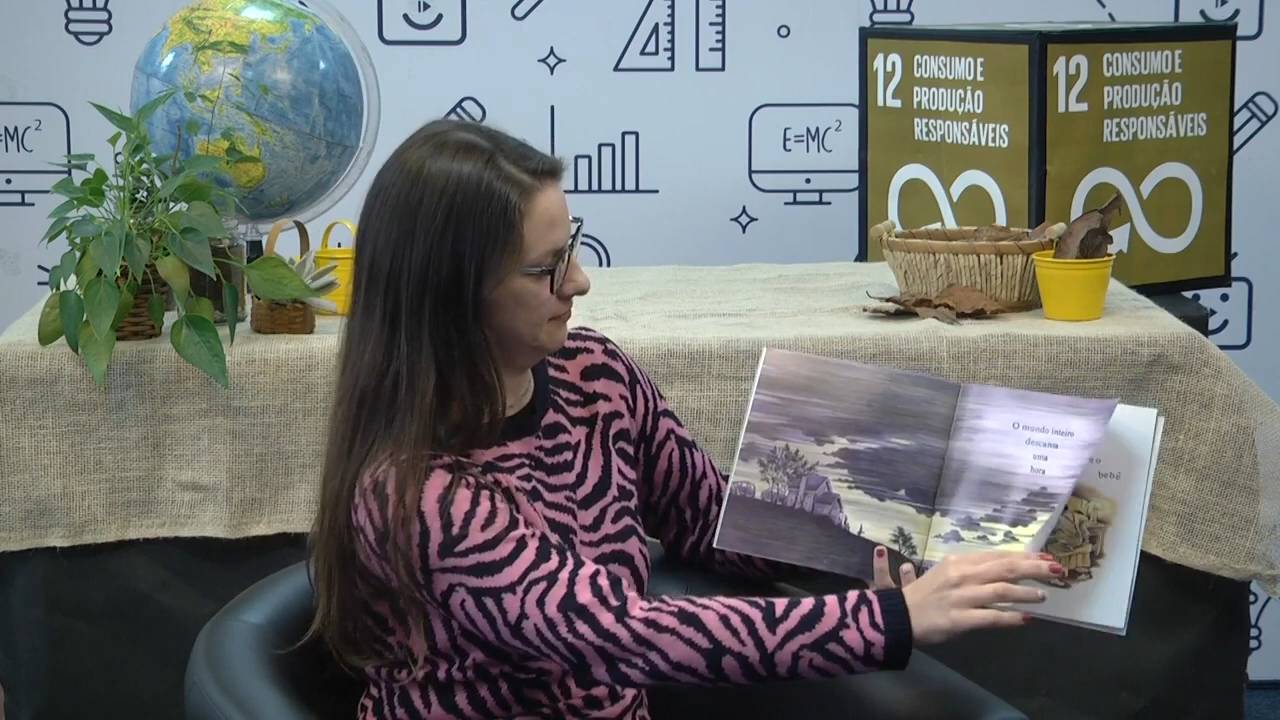 =MC²
E=MC²
12 CONSUMO E
PRODUÇÃO
RESPONSÁVEIS
12 CONSUMO E
PRODUÇÃO
RESPONSÁVEIS
O mundo inteiro
descansa
uma
hora
e o
bebê